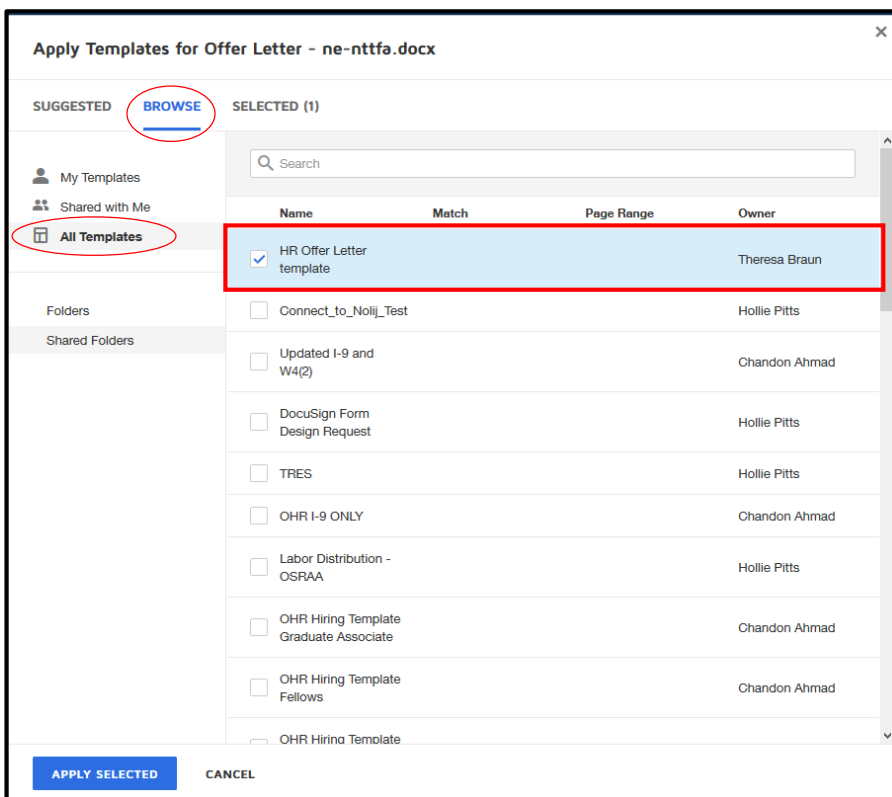 ×
Apply Templates for Offer Letter - ne-nttfa.docx
SUGGESTED BROWSE SELECTED (1)
My Templates
Shared with Me
All Templates
Folders
Shared Folders
Search
Name Match Page Range Owner
HR Offer Letter
template
Theresa Braun
Connect_to_Nolij_Test Hollie Pitts
Updated I-9 and
W4(2)
Chandon Ahmad
DocuSign Form
Design Request
Hollie Pitts
TRES Hollie Pitts
OHR I-9 ONLY Chandon Ahmad
Labor Distribution -
OSRAA
Hollie Pitts
OHR Hiring Template
Graduate Associate
Chandon Ahmad
OHR Hiring Template
Fellows
Chandon Ahmad
OHR Hiring Template
APPLY SELECTED CANCEL